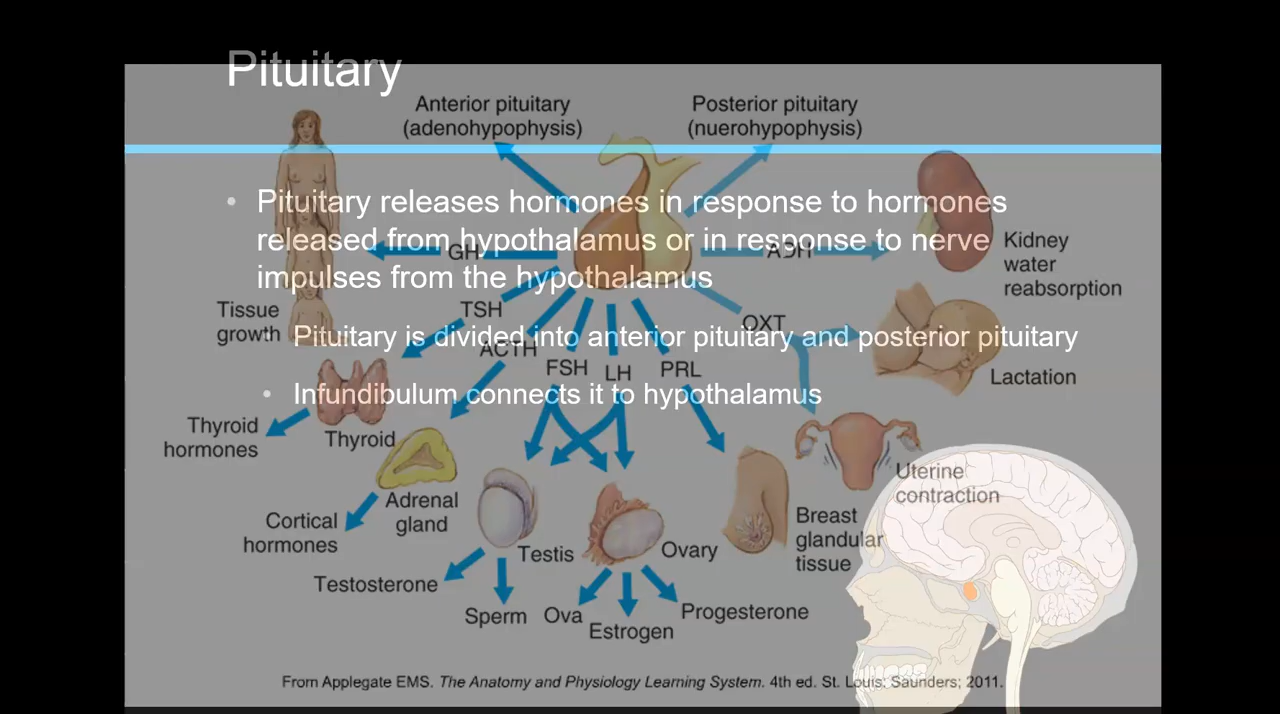 Pituitary
Anterior pituitary
(adenohypophysis)
Posterior pituitary
(nuerohypophysis)
• Pituitary releases hormones in response to hormones
released from hypothalamus or in response to nerve
impulses from the hypothalamus
Pituitary is divided into anterior pituitary and posterior pituitary
• Infundibulum connects it to hypothalamus
GH
ADH
Kidney
water
reabsorption
Tissue
growth
TSH
OXT
ACTH
FSH
LH
PRL
Lactation
Thyroid
hormones
Thyroid
Uterine
contraction
Adrenal
gland
Cortical
hormones
Breast
glandular
tissue
Testis
Ovary
Testosterone
Sperm
Ova
Estrogen
Progesterone
From Applegate EMS. The Anatomy and Physiology Learning System. 4th ed. St. Louis: Saunders; 2011.